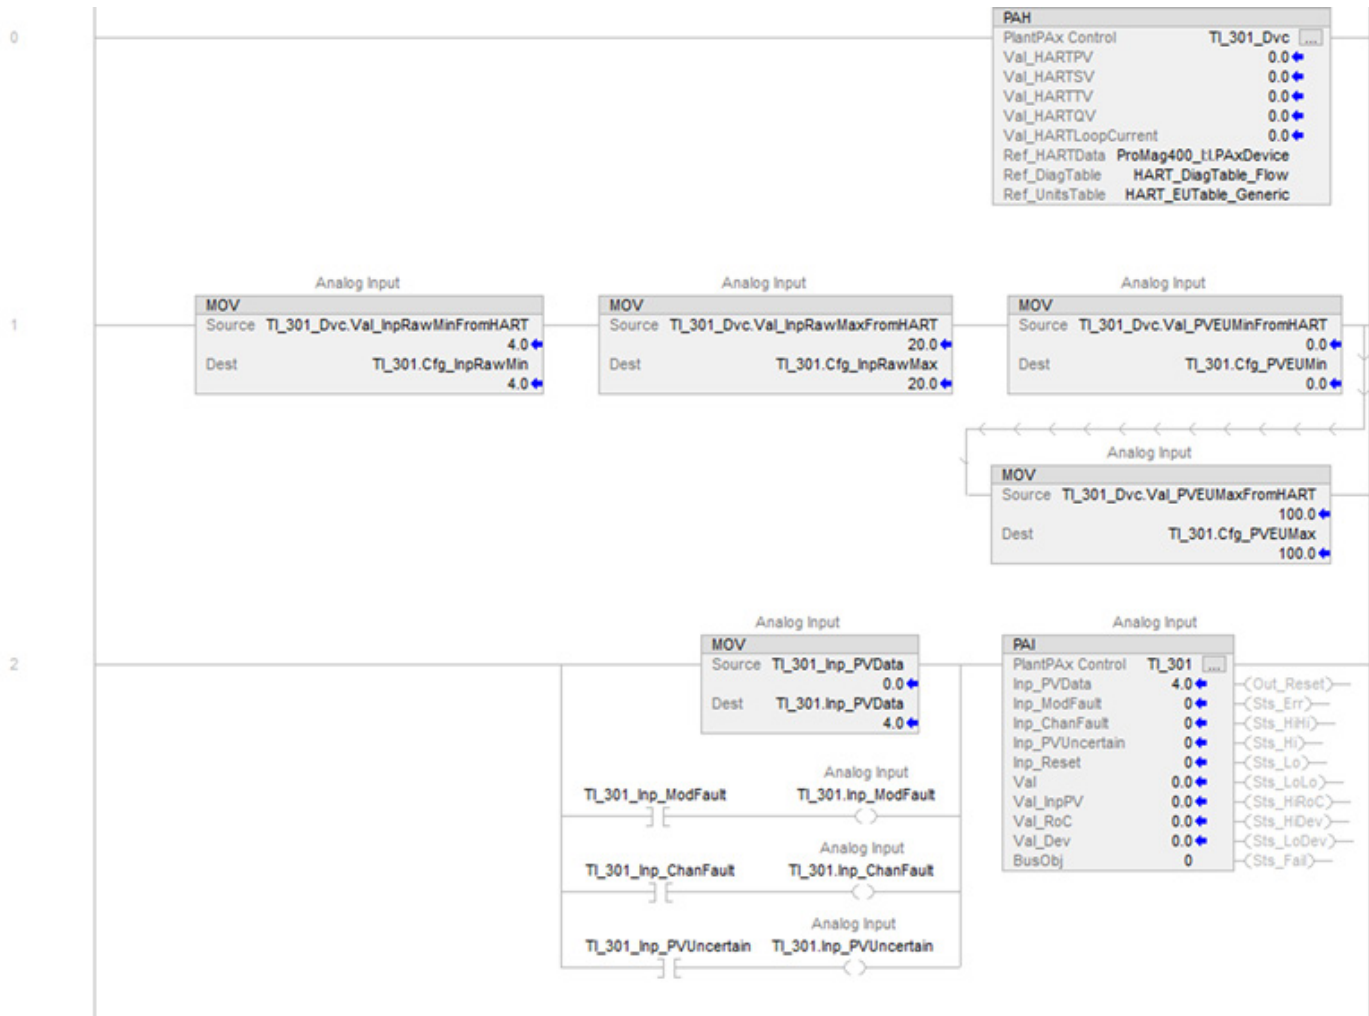 0
PAH
PlantPAx Control TI_301_Dvc ...
Val_HARTPV 0.0
Val_HARTSV 0.0
Val_HARTTV 0.0
Val_HARTQV 0.0
Val_HARTLoopCurrent 0.0
Ref_HARTData ProMag400_I:I.PAxDevice
Ref_DiagTable HART_DiagTable_Flow
Ref_UnitsTable HART_EUTable_Generic
1
Analog Input
MOV
Source TI_301_Dvc.Val_InpRawMinFromHART
4.0
Dest TI_301.Cfg_InpRawMin
4.0
Analog Input
MOV
Source TI_301_Dvc.Val_InpRawMaxFromHART
20.0
Dest TI_301.Cfg_InpRawMax
20.0
Analog Input
MOV
Source TI_301_Dvc.Val_PVEUMinFromHART
0.0
Dest TI_301.Cfg_PVEUMin
0.0
Analog Input
MOV
Source TI_301_Dvc.Val_PVEUMaxFromHART
100.0
Dest TI_301.Cfg_PVEUMax
100.0
2
Analog Input
MOV
Source TI_301_Inp_PVData
0.0
Dest TI_301.Inp_PVData
4.0
Analog Input
TI_301_Inp_ModFault TI_301.Inp_ModFault
Analog Input
TI_301_Inp_ChanFault TI_301.Inp_ChanFault
Analog Input
TI_301_Inp_PVUncertain TI_301.Inp_PVUncertain
Analog Input
PAI
PlantPAx Control TI_301 ...
Inp_PVData 4.0 (Out_Reset)
Inp_ModFault 0 (Sts_Err)
Inp_ChanFault 0 (Sts_HiHi)
Inp_PVUncertain 0 (Sts_Hi)
Inp_Reset 0 (Sts_Lo)
Val 0.0 (Sts_LoLo)
Val_InpPV 0.0 (Sts_HiRoC)
Val_RoC 0.0 (Sts_HiDev)
Val_Dev 0.0 (Sts_LoDev)
BusObj 0 (Sts_Fail)